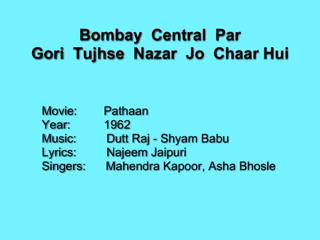 Bombay Central Par
Gori Tujhse Nazar Jo Chaar Hui
Movie: Pathaan
Year: 1962
Music: Dutt Raj - Shyam Babu
Lyrics: Najeem Jaipuri
Singers: Mahendra Kapoor, Asha Bhosle